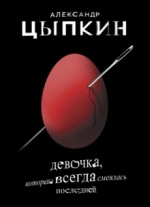 АЛЕКСАНДР
ЦЫПКИН
девочка,
которая всегда смеялась
последней